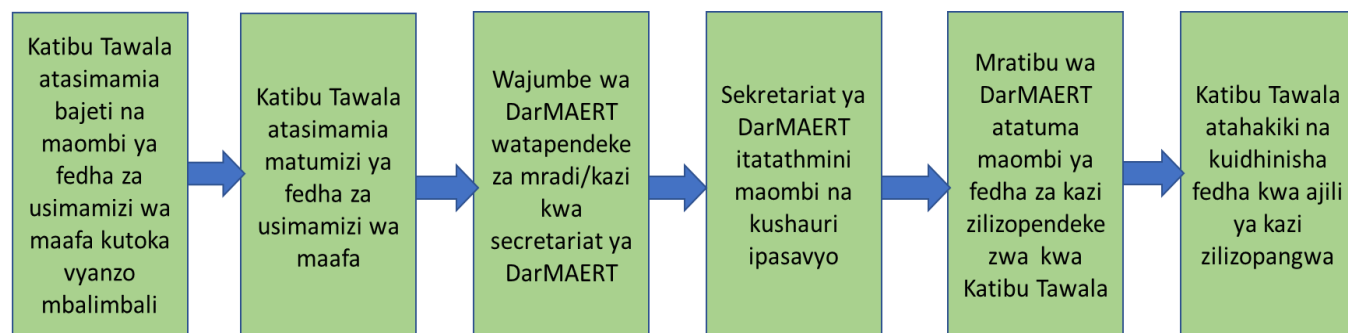 Katibu Tawala
atasimamia
bajeti na
maombi ya
fedha za
usimamizi wa
maafa kutoka
vyanzo
mbalimbali
Katibu Tawala
atasimamia
matumizi ya
fedha za
usimamizi wa
maafa
Wajumbe wa
DarMAERT
watapendeke
za mradi/kazi
kwa
secretariat ya
DarMAERT
Sekretariat ya
DarMAERT
itatathmini
maombi na
kushauri
ipasavyo
Mratibu wa
DarMAERT
atatuma
maombi ya
fedha za kazi
zilizopendeke
zwa kwa
Katibu Tawala
Katibu Tawala
atahakiki na
kuidhinisha
fedha kwa ajili
ya kazi
zilizopangwa